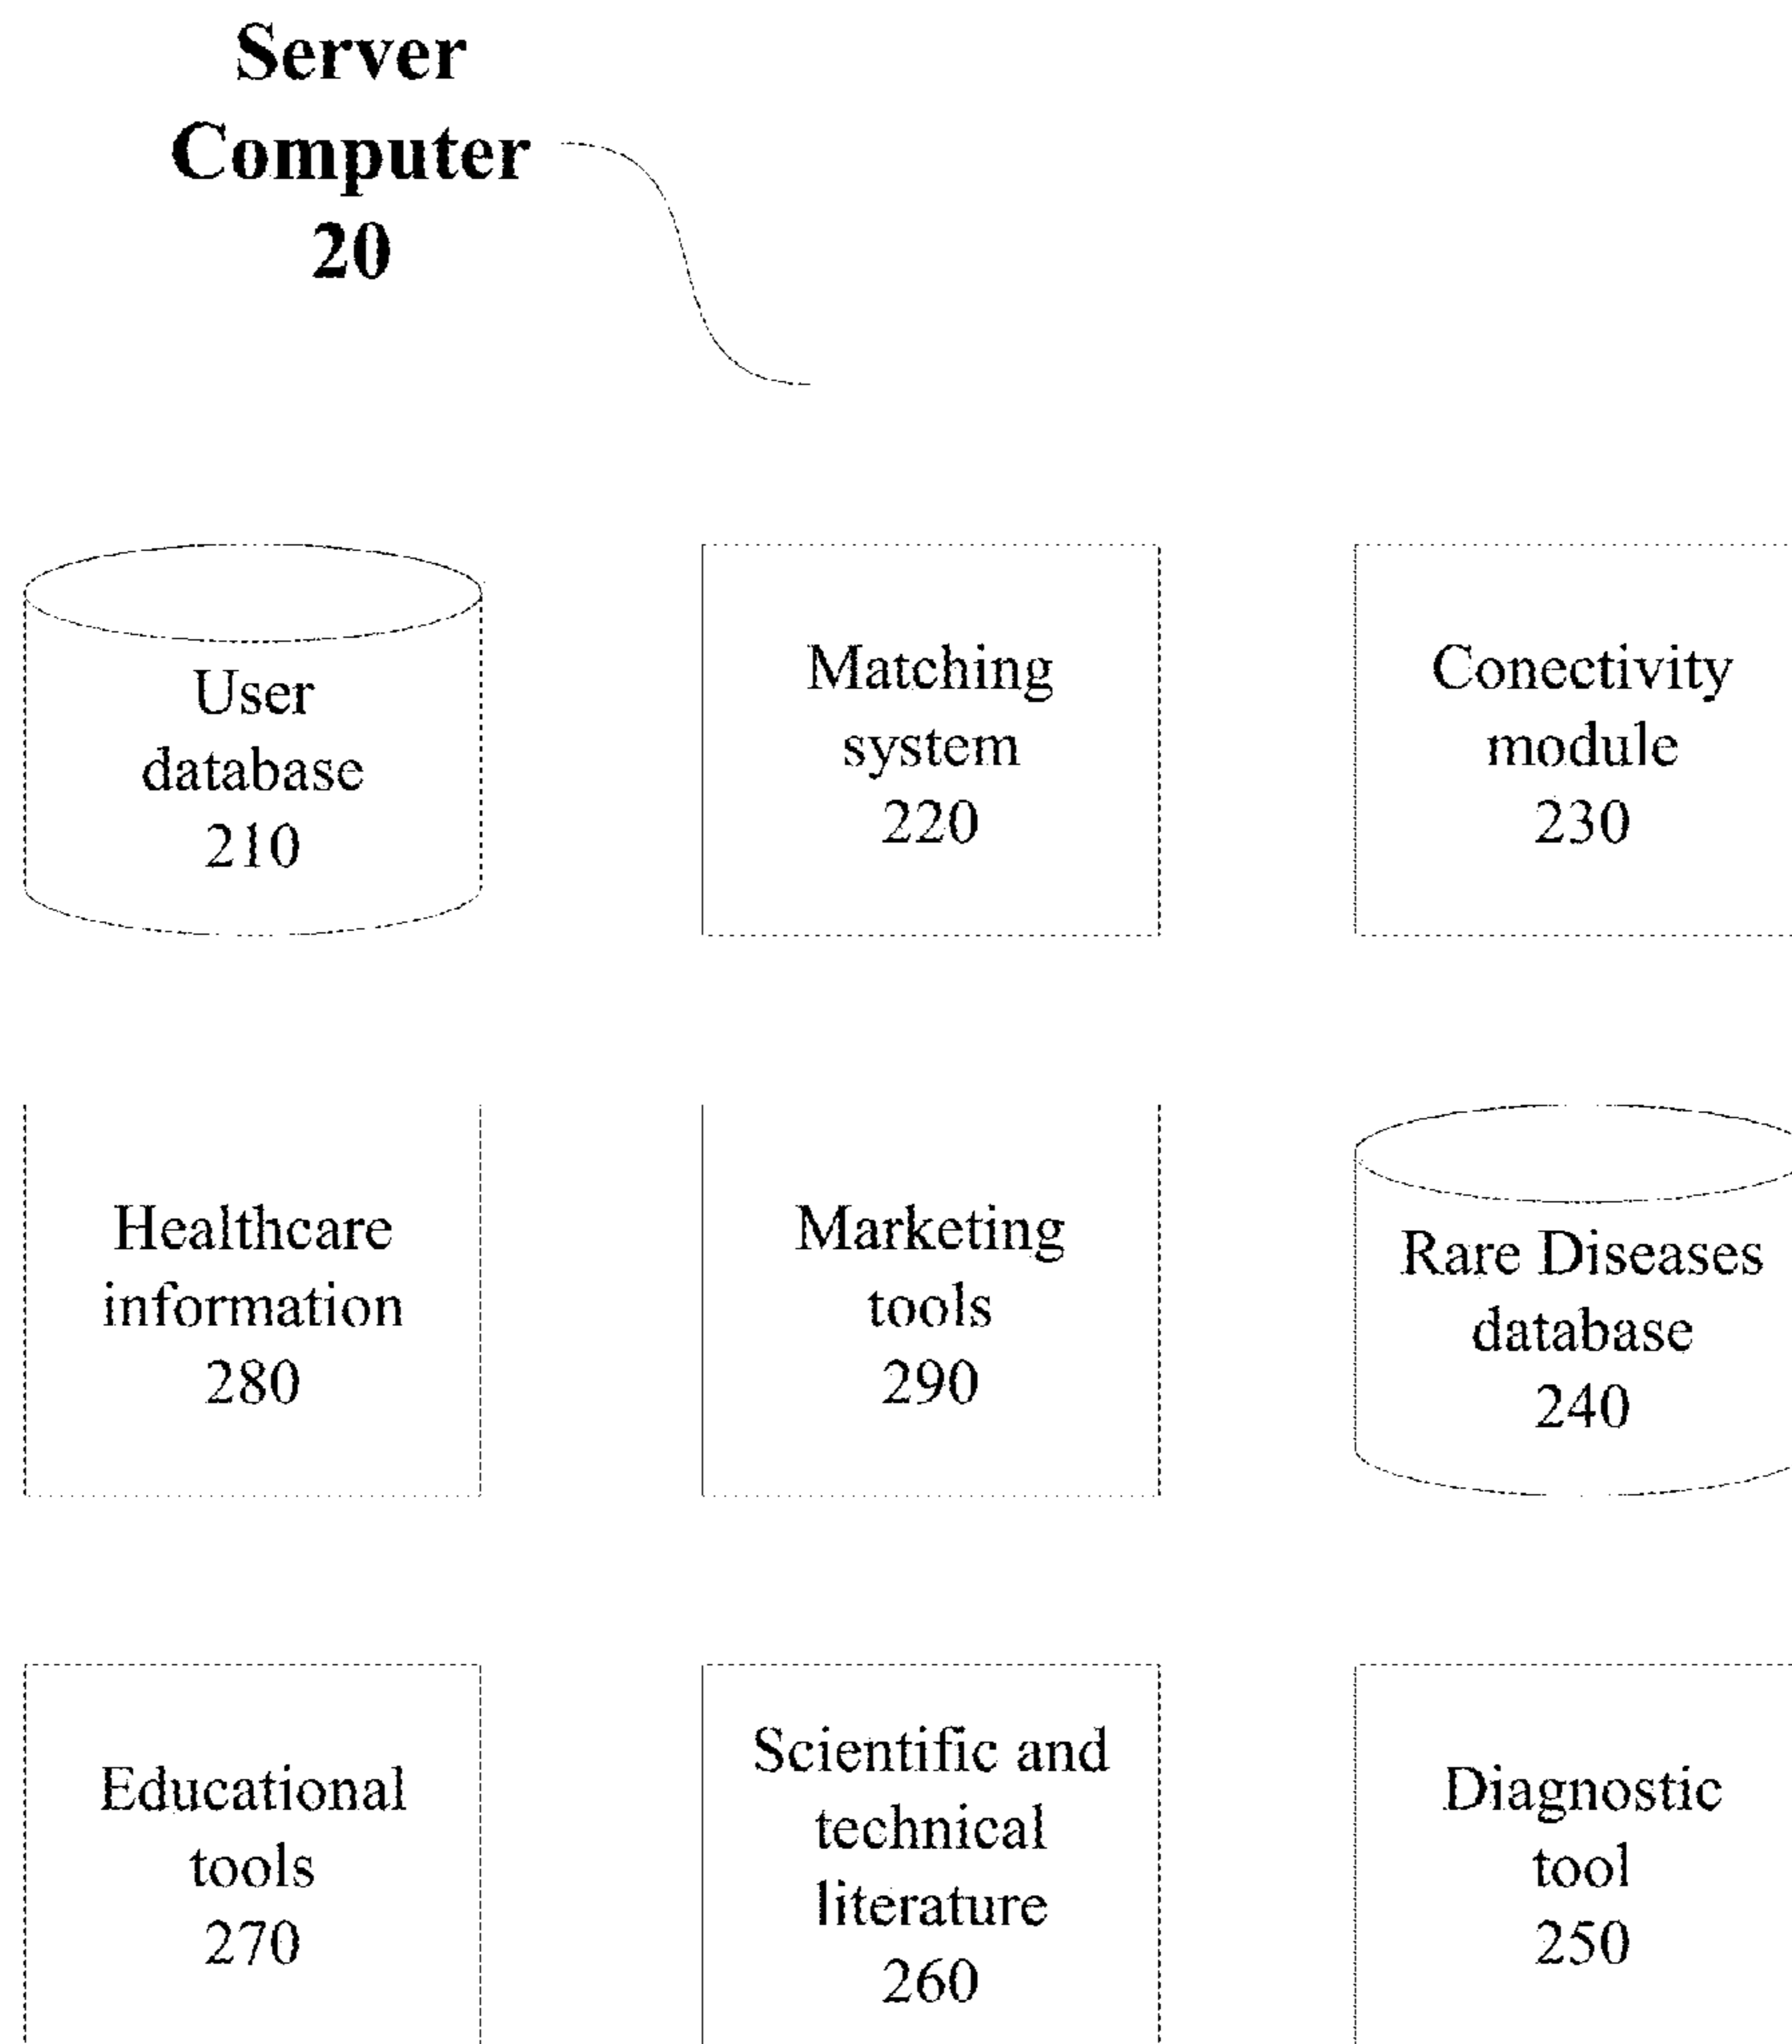 Server
Computer
20
User
database
210
Matching
system
220
Conectivity
module
230
Healthcare
information
280
Marketing
tools
290
Rare Diseases
database
240
Educational
tools
270
Scientific and
technical
literature
260
Diagnostic
tool
250